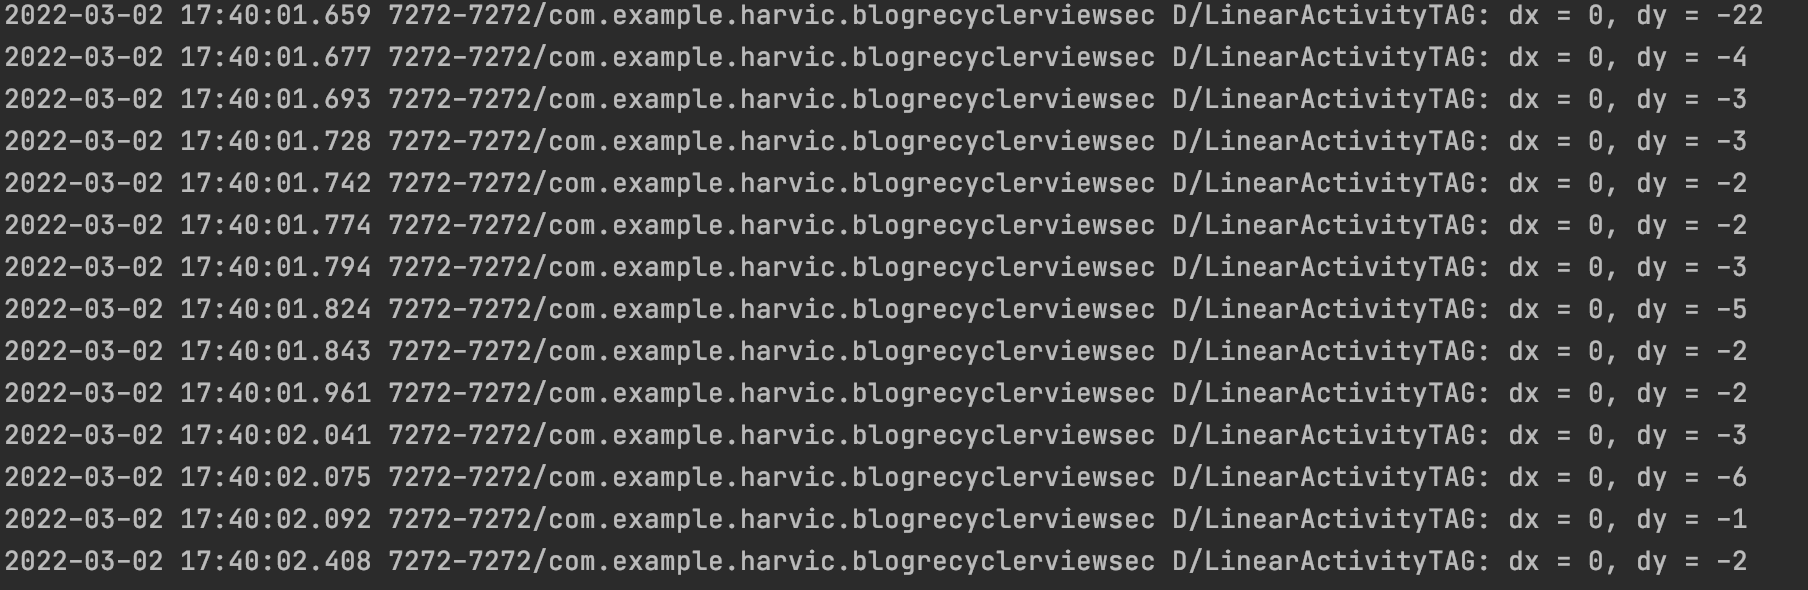 2022-03-02 17:40:01.659 7272-7272/com.example.harvic.blogrecyclerviewsec D/LinearActivityTAG: dx = 0, dy = -22
2022-03-02 17:40:01.677 7272-7272/com.example.harvic.blogrecyclerviewsec D/LinearActivityTAG: dx = 0, dy = -4
2022-03-02 17:40:01.693 7272-7272/com.example.harvic.blogrecyclerviewsec D/LinearActivityTAG: dx = 0, dy = -3
2022-03-02 17:40:01.728 7272-7272/com.example.harvic.blogrecyclerviewsec D/LinearActivityTAG: dx = 0, dy = -3
2022-03-02 17:40:01.742 7272-7272/com.example.harvic.blogrecyclerviewsec D/LinearActivityTAG: dx = 0, dy = -2
2022-03-02 17:40:01.774 7272-7272/com.example.harvic.blogrecyclerviewsec D/LinearActivityTAG: dx = 0, dy = -2
2022-03-02 17:40:01.794 7272-7272/com.example.harvic.blogrecyclerviewsec D/LinearActivityTAG: dx = 0, dy = -3
2022-03-02 17:40:01.824 7272-7272/com.example.harvic.blogrecyclerviewsec D/LinearActivityTAG: dx = 0, dy = -5
2022-03-02 17:40:01.843 7272-7272/com.example.harvic.blogrecyclerviewsec D/LinearActivityTAG: dx = 0, dy = -2
2022-03-02 17:40:01.961 7272-7272/com.example.harvic.blogrecyclerviewsec D/LinearActivityTAG: dx = 0, dy = -2
2022-03-02 17:40:02.041 7272-7272/com.example.harvic.blogrecyclerviewsec D/LinearActivityTAG: dx = 0, dy = -3
2022-03-02 17:40:02.075 7272-7272/com.example.harvic.blogrecyclerviewsec D/LinearActivityTAG: dx = 0, dy = -6
2022-03-02 17:40:02.092 7272-7272/com.example.harvic.blogrecyclerviewsec D/LinearActivityTAG: dx = 0, dy = -1
2022-03-02 17:40:02.408 7272-7272/com.example.harvic.blogrecyclerviewsec D/LinearActivityTAG: dx = 0, dy = -2